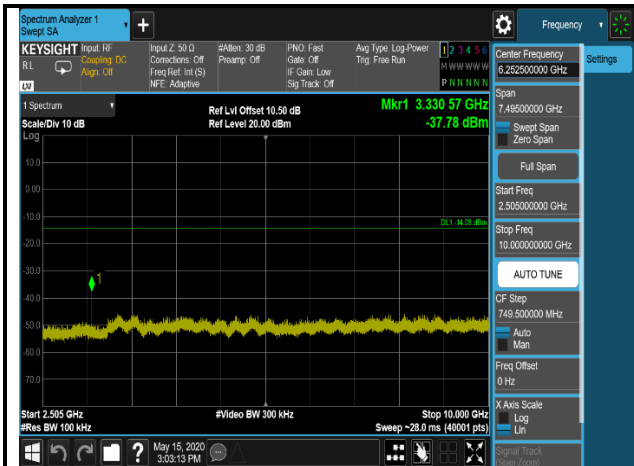 Spectrum Analyzer 1
Swept SA
+
Frequency
KEYSIGHT
RL
LXI
Input: RF
Coupling: DC
Align: Off
Input Z: 50 Ω
Corrections: Off
Freq Ref: Int (S)
NFE: Adaptive
#Atten: 30 dB
Preamp: Off
PNO: Fast
Gate: Off
IF Gain: Low
Sig Track: Off
Avg Type: Log-Power
Trig: Free Run
1 2 3 4 5 6
M W W W W W
P N N N N N
1 Spectrum
Scale/Div 10 dB
Log
Ref Lvl Offset 10.50 dB
Ref Level 20.00 dBm
Mkr1 3.330 57 GHz
-37.78 dBm
10.0
0.00
-10.0
-20.0
-30.0
-40.0
-50.0
-60.0
-70.0
DL1 -14.08 dBm
1
Start 2.505 GHz
#Res BW 100 kHz
#Video BW 300 kHz
Stop 10.000 GHz
Sweep ~28.0 ms (40001 pts)
May 15, 2020
3:03:13 PM
Center Frequency
6.252500000 GHz
Span
7.49500000 GHz
Swept Span
Zero Span
Full Span
Start Freq
2.505000000 GHz
Stop Freq
10.000000000 GHz
AUTO TUNE
CF Step
749.500000 MHz
Auto
Man
Freq Offset
0 Hz
X Axis Scale
Log
Lin
Signal Track
(Span Zoom)
Settings